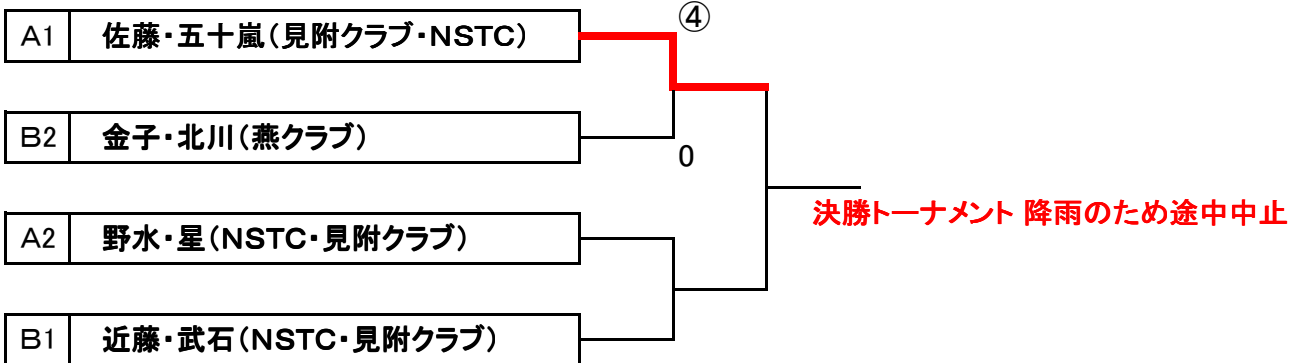 ④
A1 佐藤・五十嵐(見附クラブ・NSTC)
B2 金子・北川(燕クラブ)
0
決勝トーナメント 降雨のため途中中止
A2 野水・星(NSTC・見附クラブ)
B1 近藤・武石(NSTC・見附クラブ)